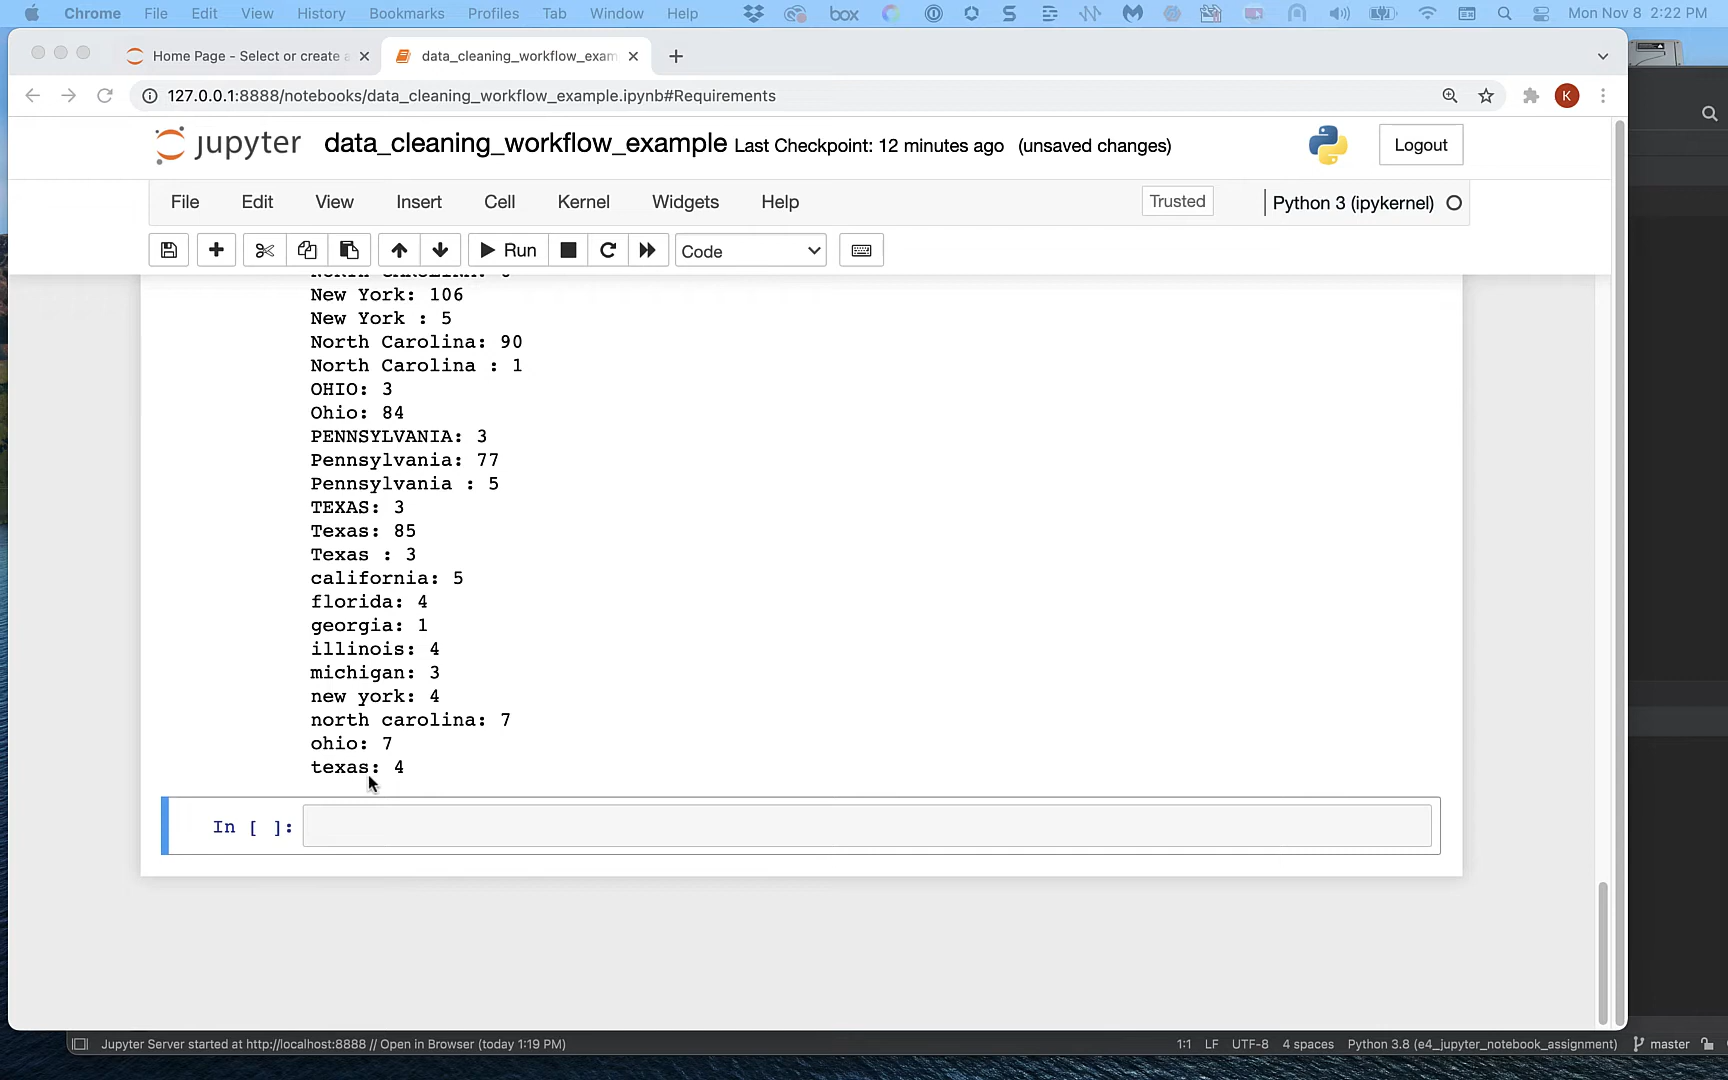 Chrome File Edit View History Bookmarks Profiles Tab Window Help box Mon Nov 8 2:22 PM
Home Page - Select or create a data_cleaning_workflow_exam
127.0.0.1:8888/notebooks/data_cleaning_workflow_example.ipynb#Requirements K
jupyter data_cleaning_workflow_example Last Checkpoint: 12 minutes ago (unsaved changes) Logout
File Edit View Insert Cell Kernel Widgets Help Trusted Python 3 (ipykernel)
Run Code
New York: 106
New York : 5
North Carolina: 90
North Carolina : 1
OHIO: 3
Ohio: 84
PENNSYLVANIA: 3
Pennsylvania: 77
Pennsylvania : 5
TEXAS: 3
Texas: 85
Texas : 3
california: 5
florida: 4
georgia: 1
illinois: 4
michigan: 3
new york: 4
north carolina: 7
ohio: 7
texas: 4
In [ ]:
Jupyter Server started at http://localhost:8888 // Open in Browser (today 1:19 PM) 1:1 LF UTF-8 4 spaces Python 3.8 (e4_jupyter_notebook_assignment) master